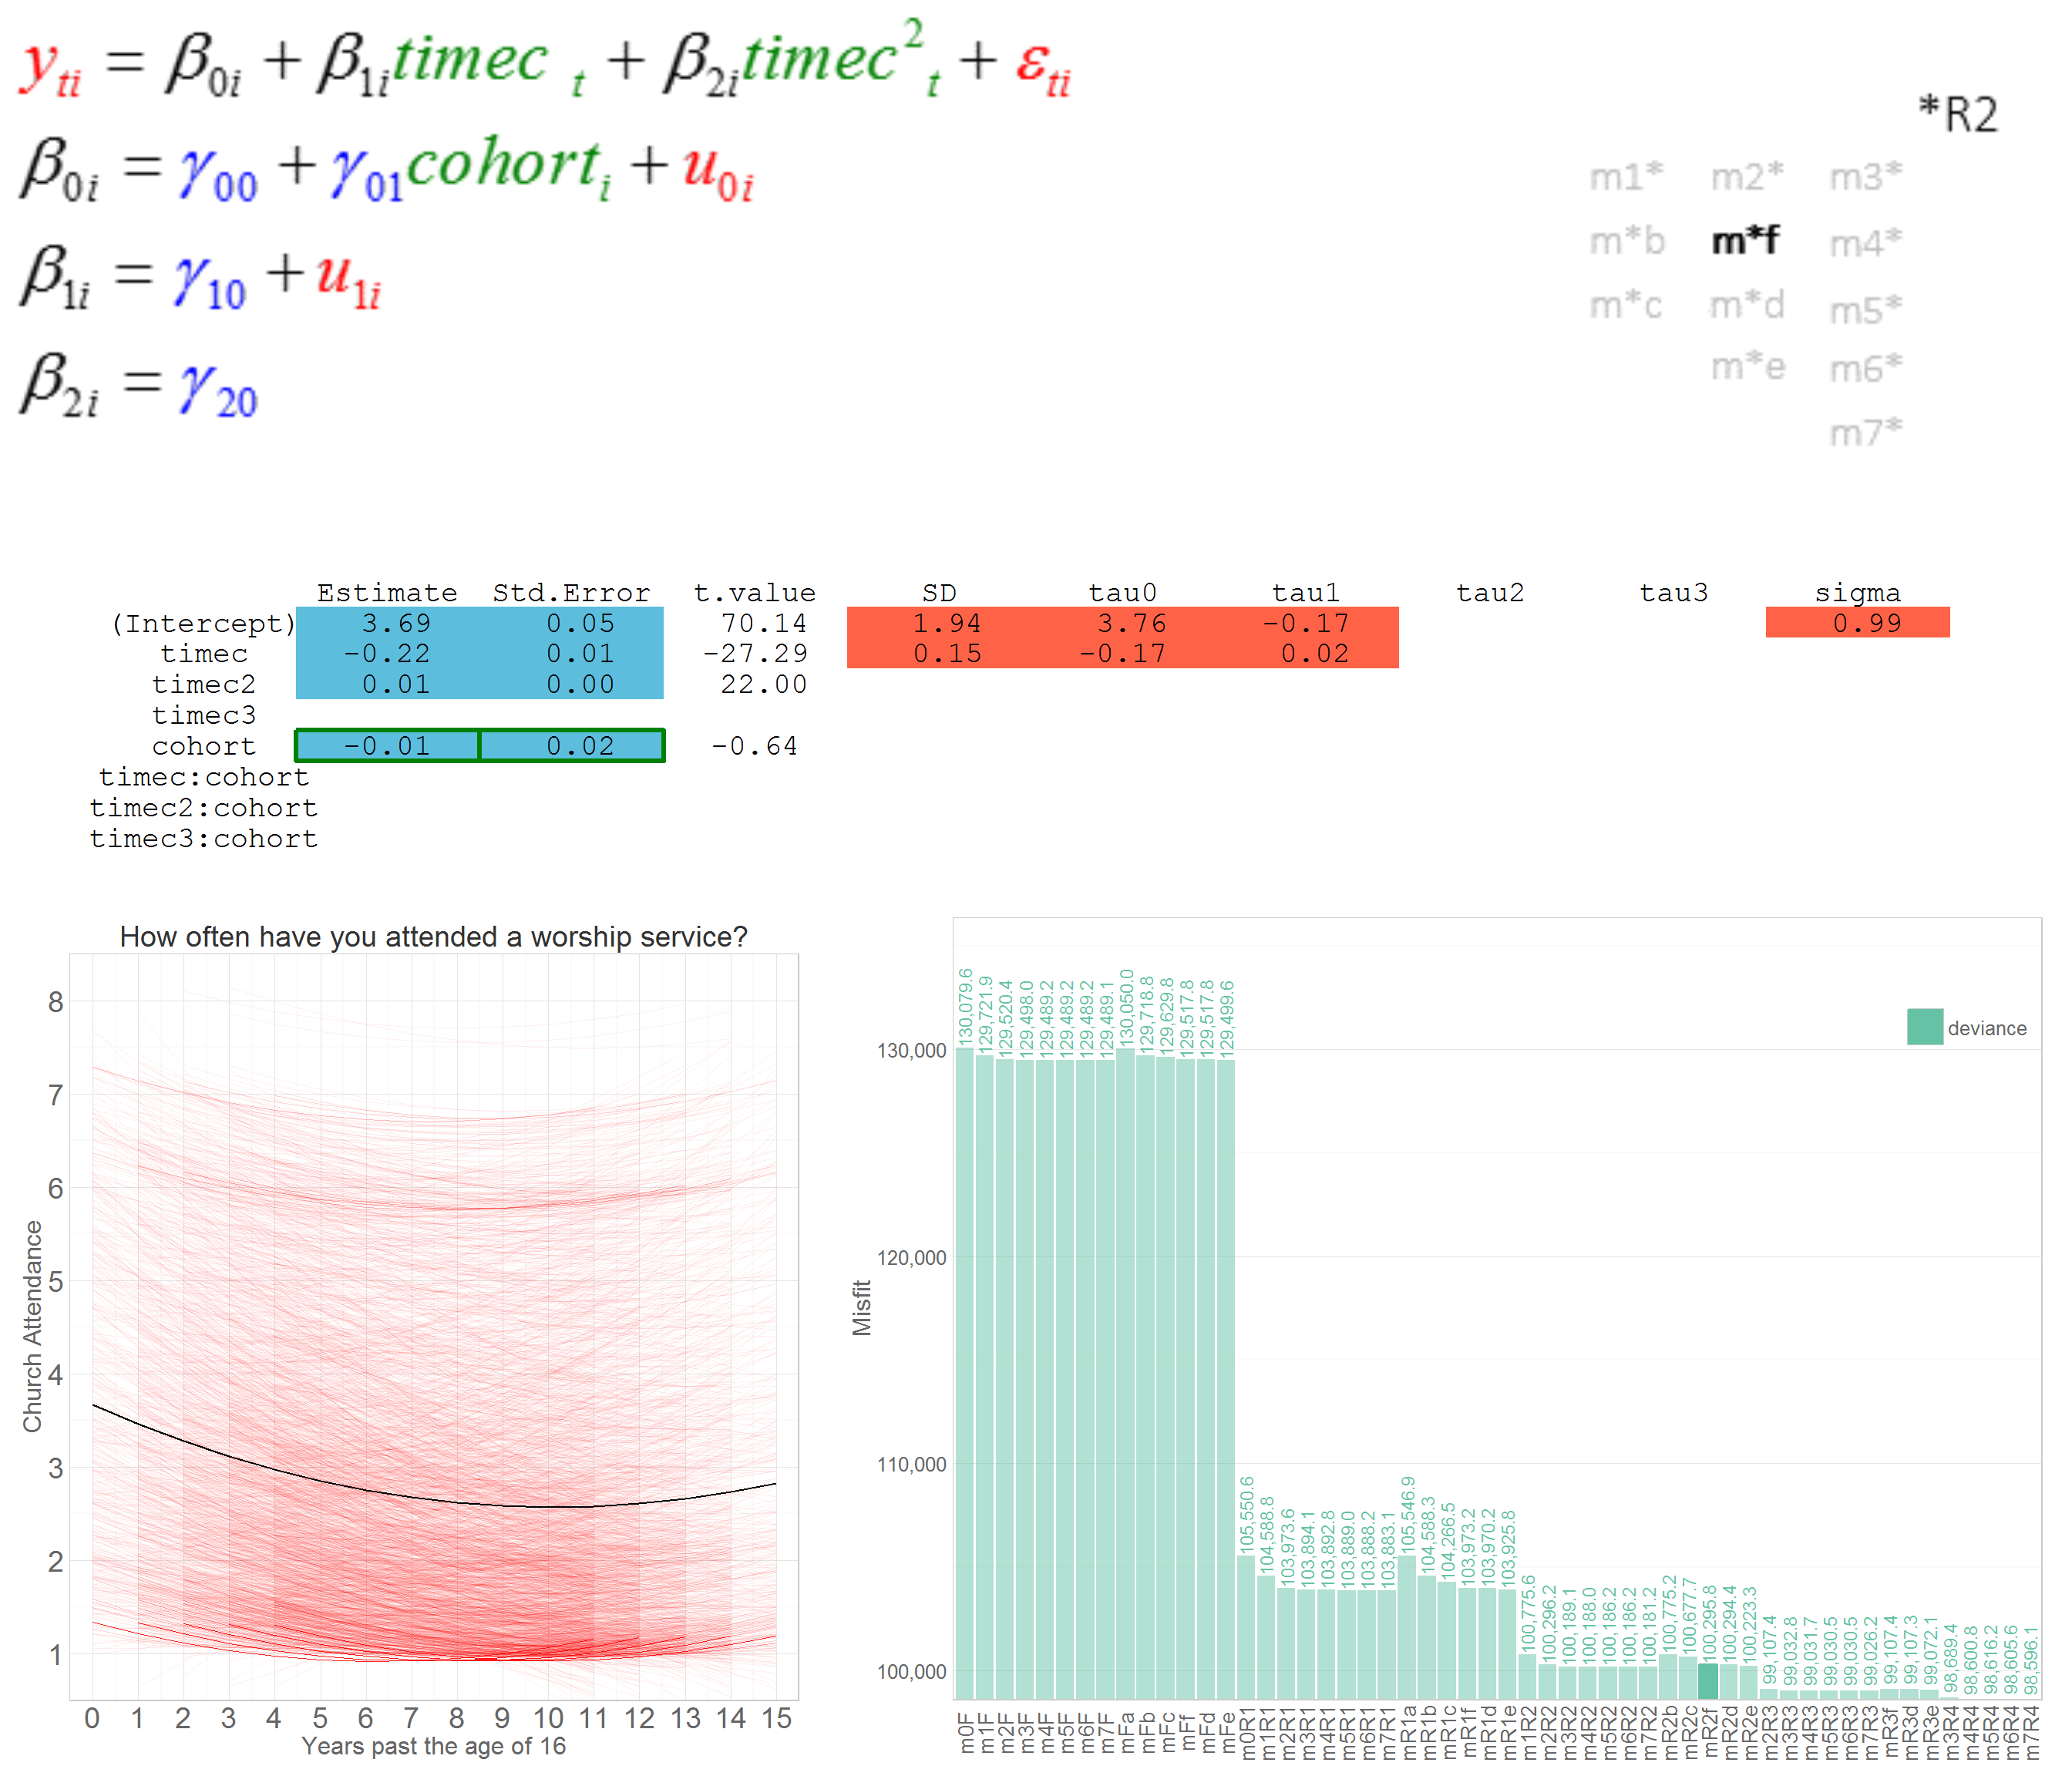 y_{ti} = β_{0i} + β_{1i}timec_t + β_{2i}timec²_t + ε_{ti}
β_{0i} = γ_{00} + γ_{01}cohort_i + u_{0i}
β_{1i} = γ_{10} + u_{1i}
β_{2i} = γ_{20}
*R2
m1* m2* m3*
m*b m*f m4*
m*c m*d m5*
m*e m6*
m7*
Estimate Std.Error t.value SD tau0 tau1 tau2 tau3 sigma
(Intercept) 3.69 0.05 70.14 1.94 3.76 -0.17 0.99
timec -0.22 0.01 -27.29 0.15 -0.17 0.02
timec2 0.01 0.00 22.00
timec3
cohort -0.01 0.02 -0.64
timec:cohort
timec2:cohort
timec3:cohort
How often have you attended a worship service?
Church Attendance
8
7
6
5
4
3
2
1
0 1 2 3 4 5 6 7 8 9 10 11 12 13 14 15
Years past the age of 16
Misfit
130,000
120,000
110,000
100,000
deviance
130,079.6 129,721.9 129,520.4 129,498.0 129,489.2 129,489.2 129,489.2 129,489.1 130,050.0 129,718.8 129,629.8 129,517.8 129,517.8 129,499.6 105,550.6 104,588.8 103,973.6 103,894.1 103,892.8 103,889.0 103,888.2 103,883.1 105,546.9 104,588.3 104,266.5 103,973.2 103,970.2 103,925.8 100,775.6 100,296.2 100,189.1 100,188.0 100,186.2 100,186.2 100,181.2 100,775.2 100,677.7 100,295.8 100,294.4 100,223.3 99,107.4 99,032.8 99,031.7 99,030.5 99,030.5 99,026.2 99,107.4 99,107.3 99,072.1 98,689.4 98,600.8 98,616.2 98,605.6 98,596.1
m0F m1F m2F m3F m4F m5F m6F m7F mFa mFb mFc mFf mFd mFe m0R1 m1R1 m2R1 m3R1 m4R1 m5R1 m6R1 m7R1 mR1a mR1b mR1c mR1f mR1d mR1e m1R2 m2R2 m3R2 m4R2 m5R2 m6R2 m7R2 mR2b mR2c mR2f mR2d mR2e m2R3 m3R3 m4R3 m5R3 m6R3 m7R3 mR3f mR3d mR3e m3R4 m4R4 m5R4 m6R4 m7R4